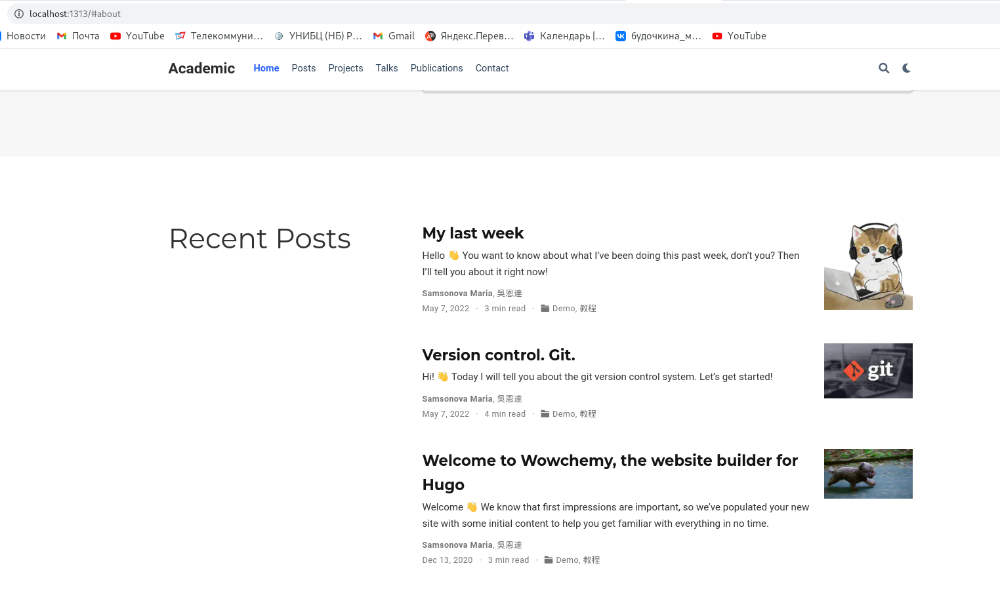 localhost:1313/#about
Новости Почта YouTube Телекоммуни... УНИБЦ (НБ) Р... Gmail Яндекс.Перев... Календарь |... будочкина_м... YouTube
Academic Home Posts Projects Talks Publications Contact
Recent Posts
My last week
Hello 👋 You want to know about what I’ve been doing this past week, don’t you? Then
I’ll tell you about it right now!
Samsonova Maria, 吳恩達
May 7, 2022 · 3 min read · Demo, 教程
Version control. Git.
Hi! 👋 Today I will tell you about the git version control system. Let’s get started!
git
Samsonova Maria, 吳恩達
May 7, 2022 · 4 min read · Demo, 教程
Welcome to Wowchemy, the website builder for
Hugo
Welcome 👋 We know that first impressions are important, so we’ve populated your new
site with some initial content to help you get familiar with everything in no time.
Samsonova Maria, 吳恩達
Dec 13, 2020 · 3 min read · Demo, 教程